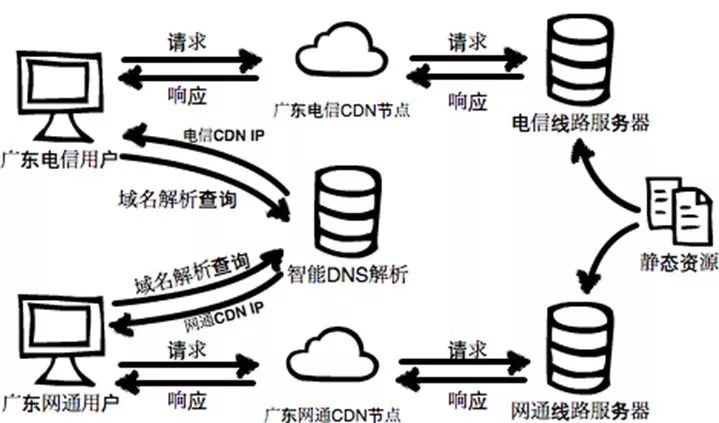 请求
请求
响应
响应
广东电信CDN节点
电信线路服务器
电信CDN IP
广东电信用户
域名解析查询
静态资源
域名解析查询
智能DNS解析
网通CDN IP
请求
请求
响应
响应
广东网通用户
广东网通CDN节点
网通线路服务器